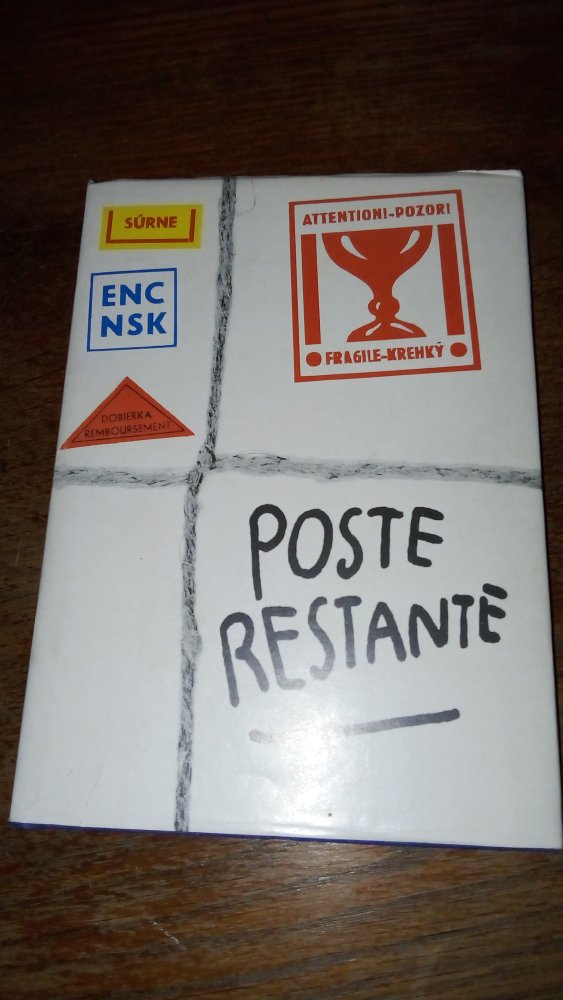 SÚRNE
ENC
NSK
DOBIERKA
REMBOURSEMENT
ATTENTION!-POZOR!
FRAGILE-KREHKÝ
POSTE
RESTANTE